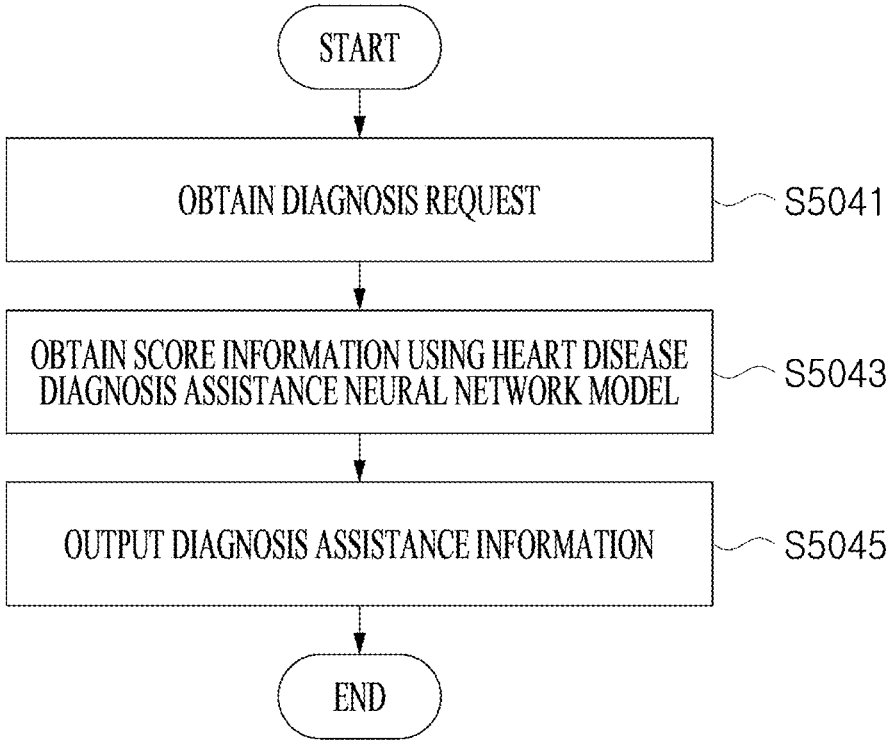 START
OBTAIN DIAGNOSIS REQUEST
S5041
OBTAIN SCORE INFORMATION USING HEART DISEASE
DIAGNOSIS ASSISTANCE NEURAL NETWORK MODEL
S5043
OUTPUT DIAGNOSIS ASSISTANCE INFORMATION
S5045
END